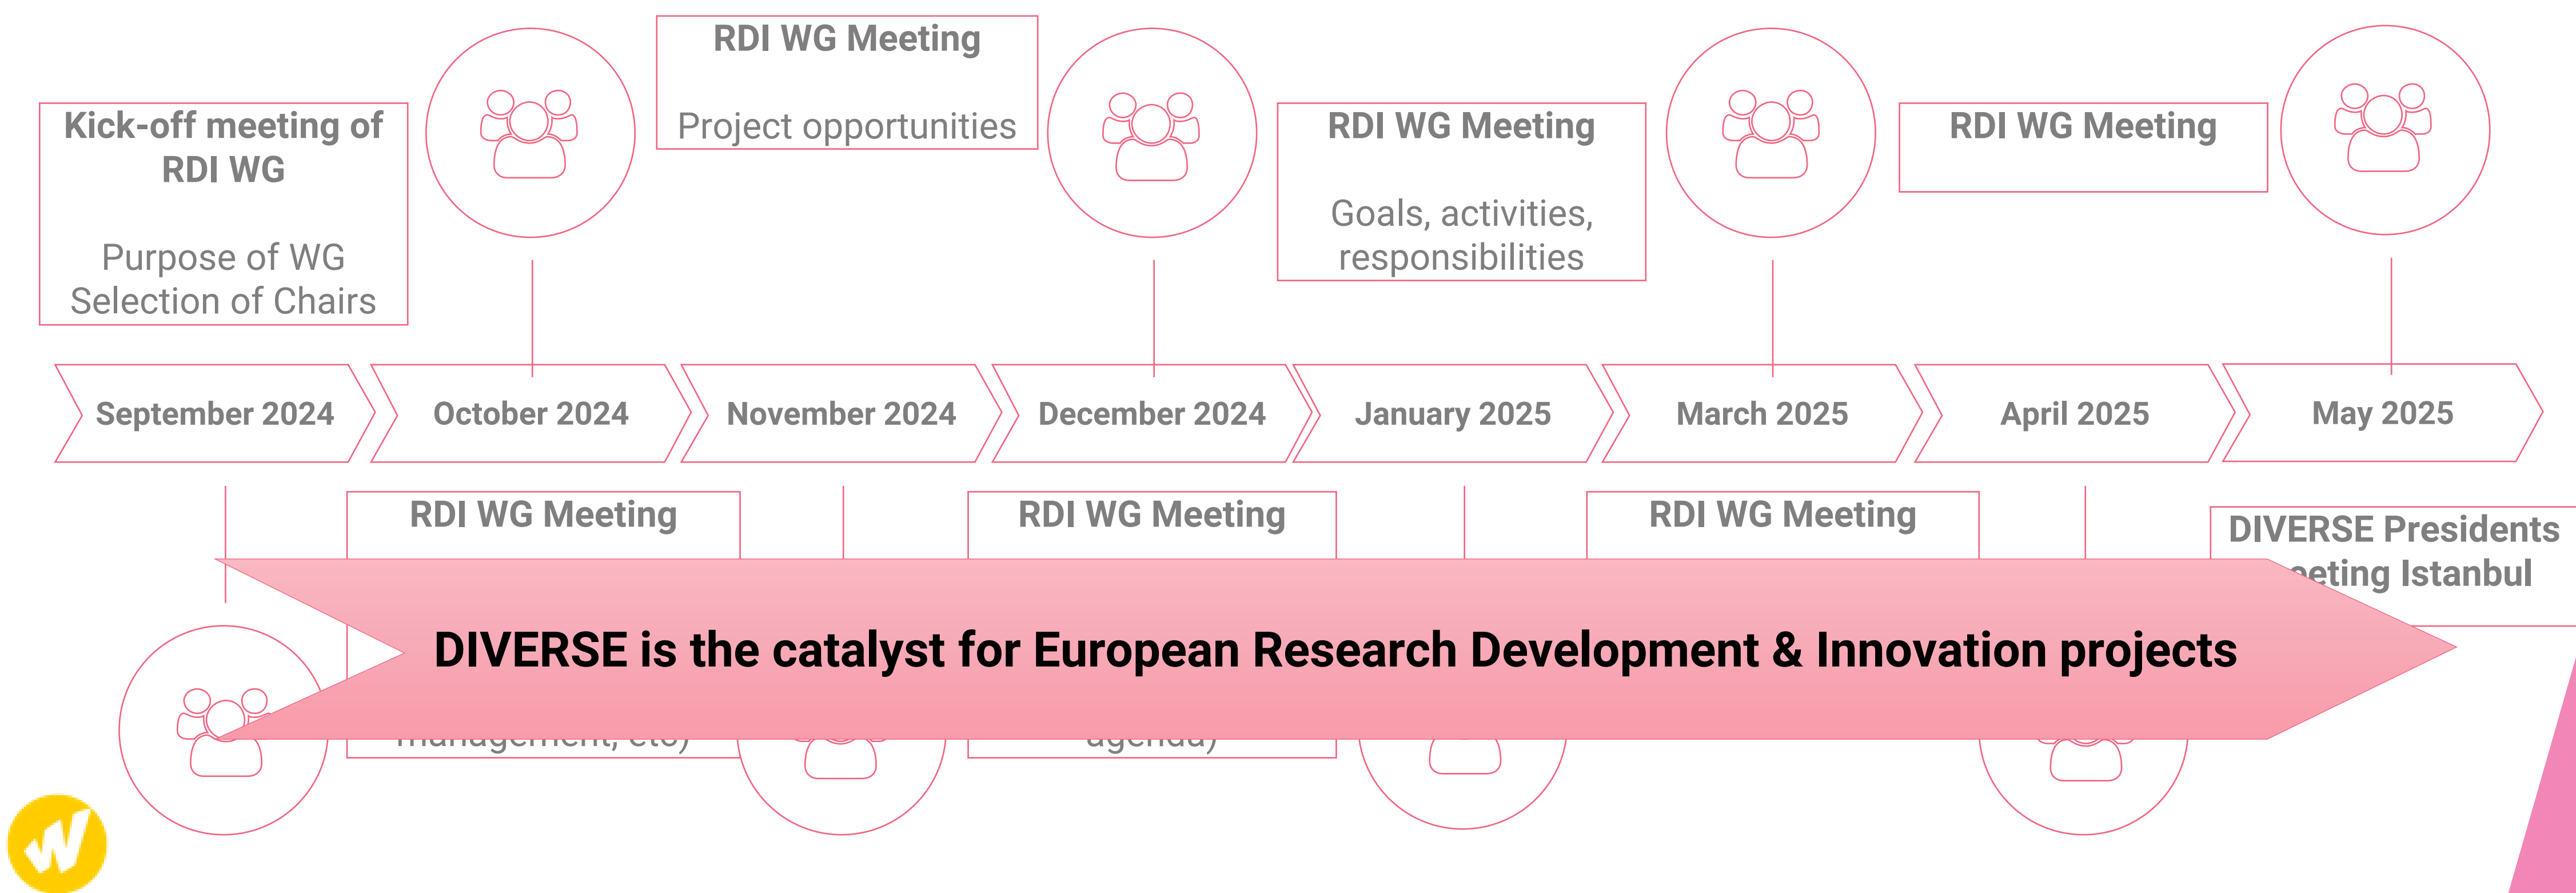 RDI WG Meeting
Project opportunities
Kick-off meeting of
RDI WG
Purpose of WG
Selection of Chairs
RDI WG Meeting
Goals, activities,
responsibilities
RDI WG Meeting
September 2024
October 2024
November 2024
December 2024
January 2025
March 2025
April 2025
May 2025
RDI WG Meeting
RDI WG Meeting
RDI WG Meeting
DIVERSE Presidents
Istanbul
DIVERSE is the catalyst for European Research Development & Innovation projects
management, etc)
agenda)
W